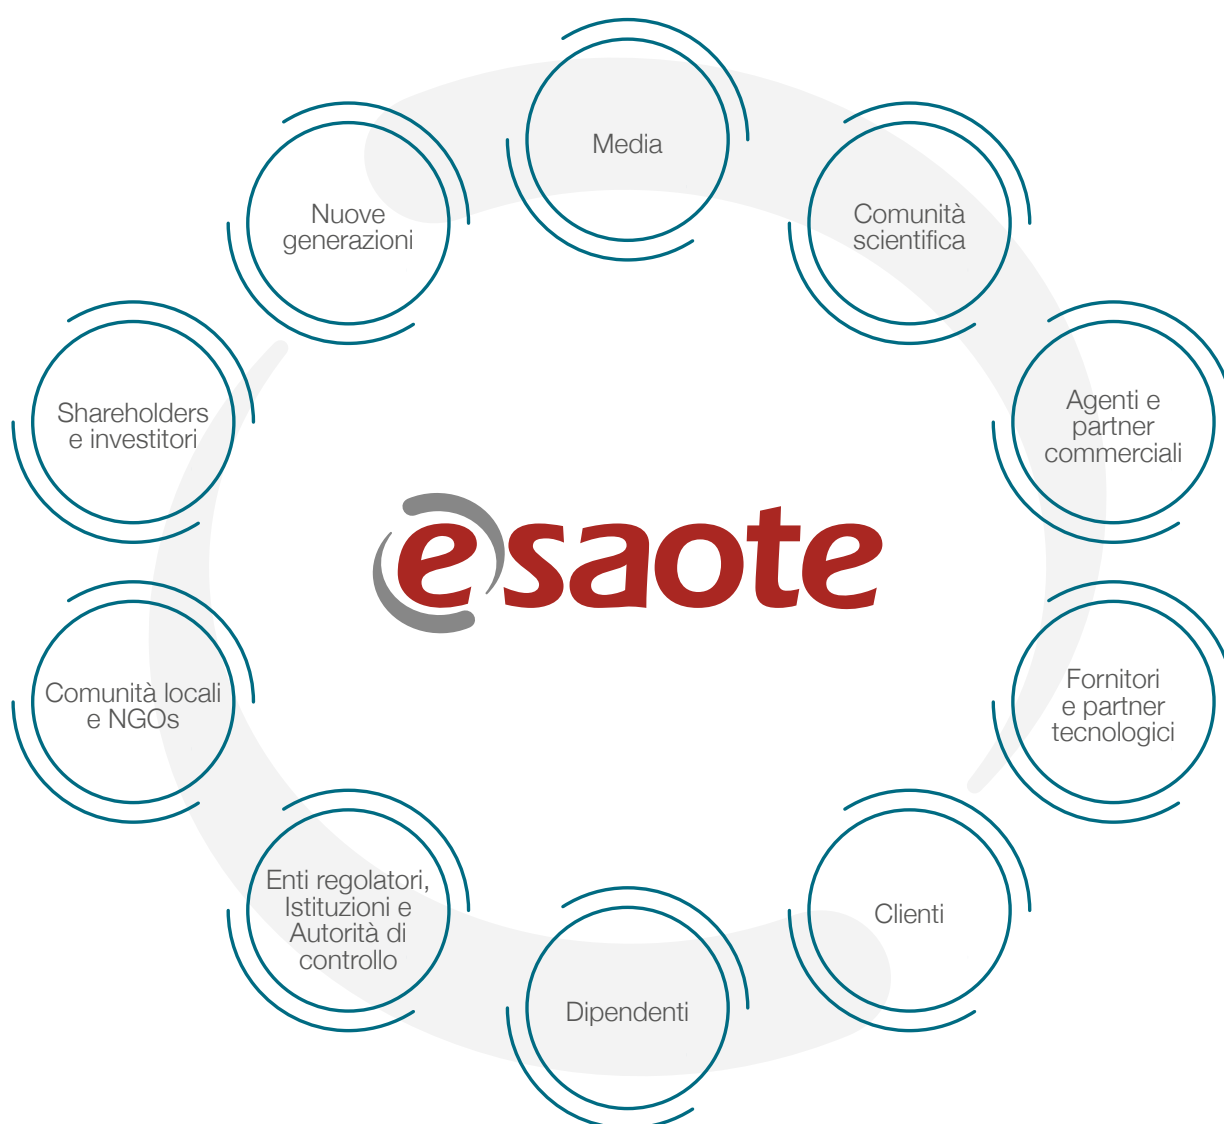 Media
Nuove
generazioni
Comunità
scientifica
Shareholders
e investitori
Agenti e
partner
commerciali
esaote
Comunità locali
e NGOs
Fornitori
e partner
tecnologici
Enti regolatori,
Istituzioni e
Autorità di
controllo
Clienti
Dipendenti